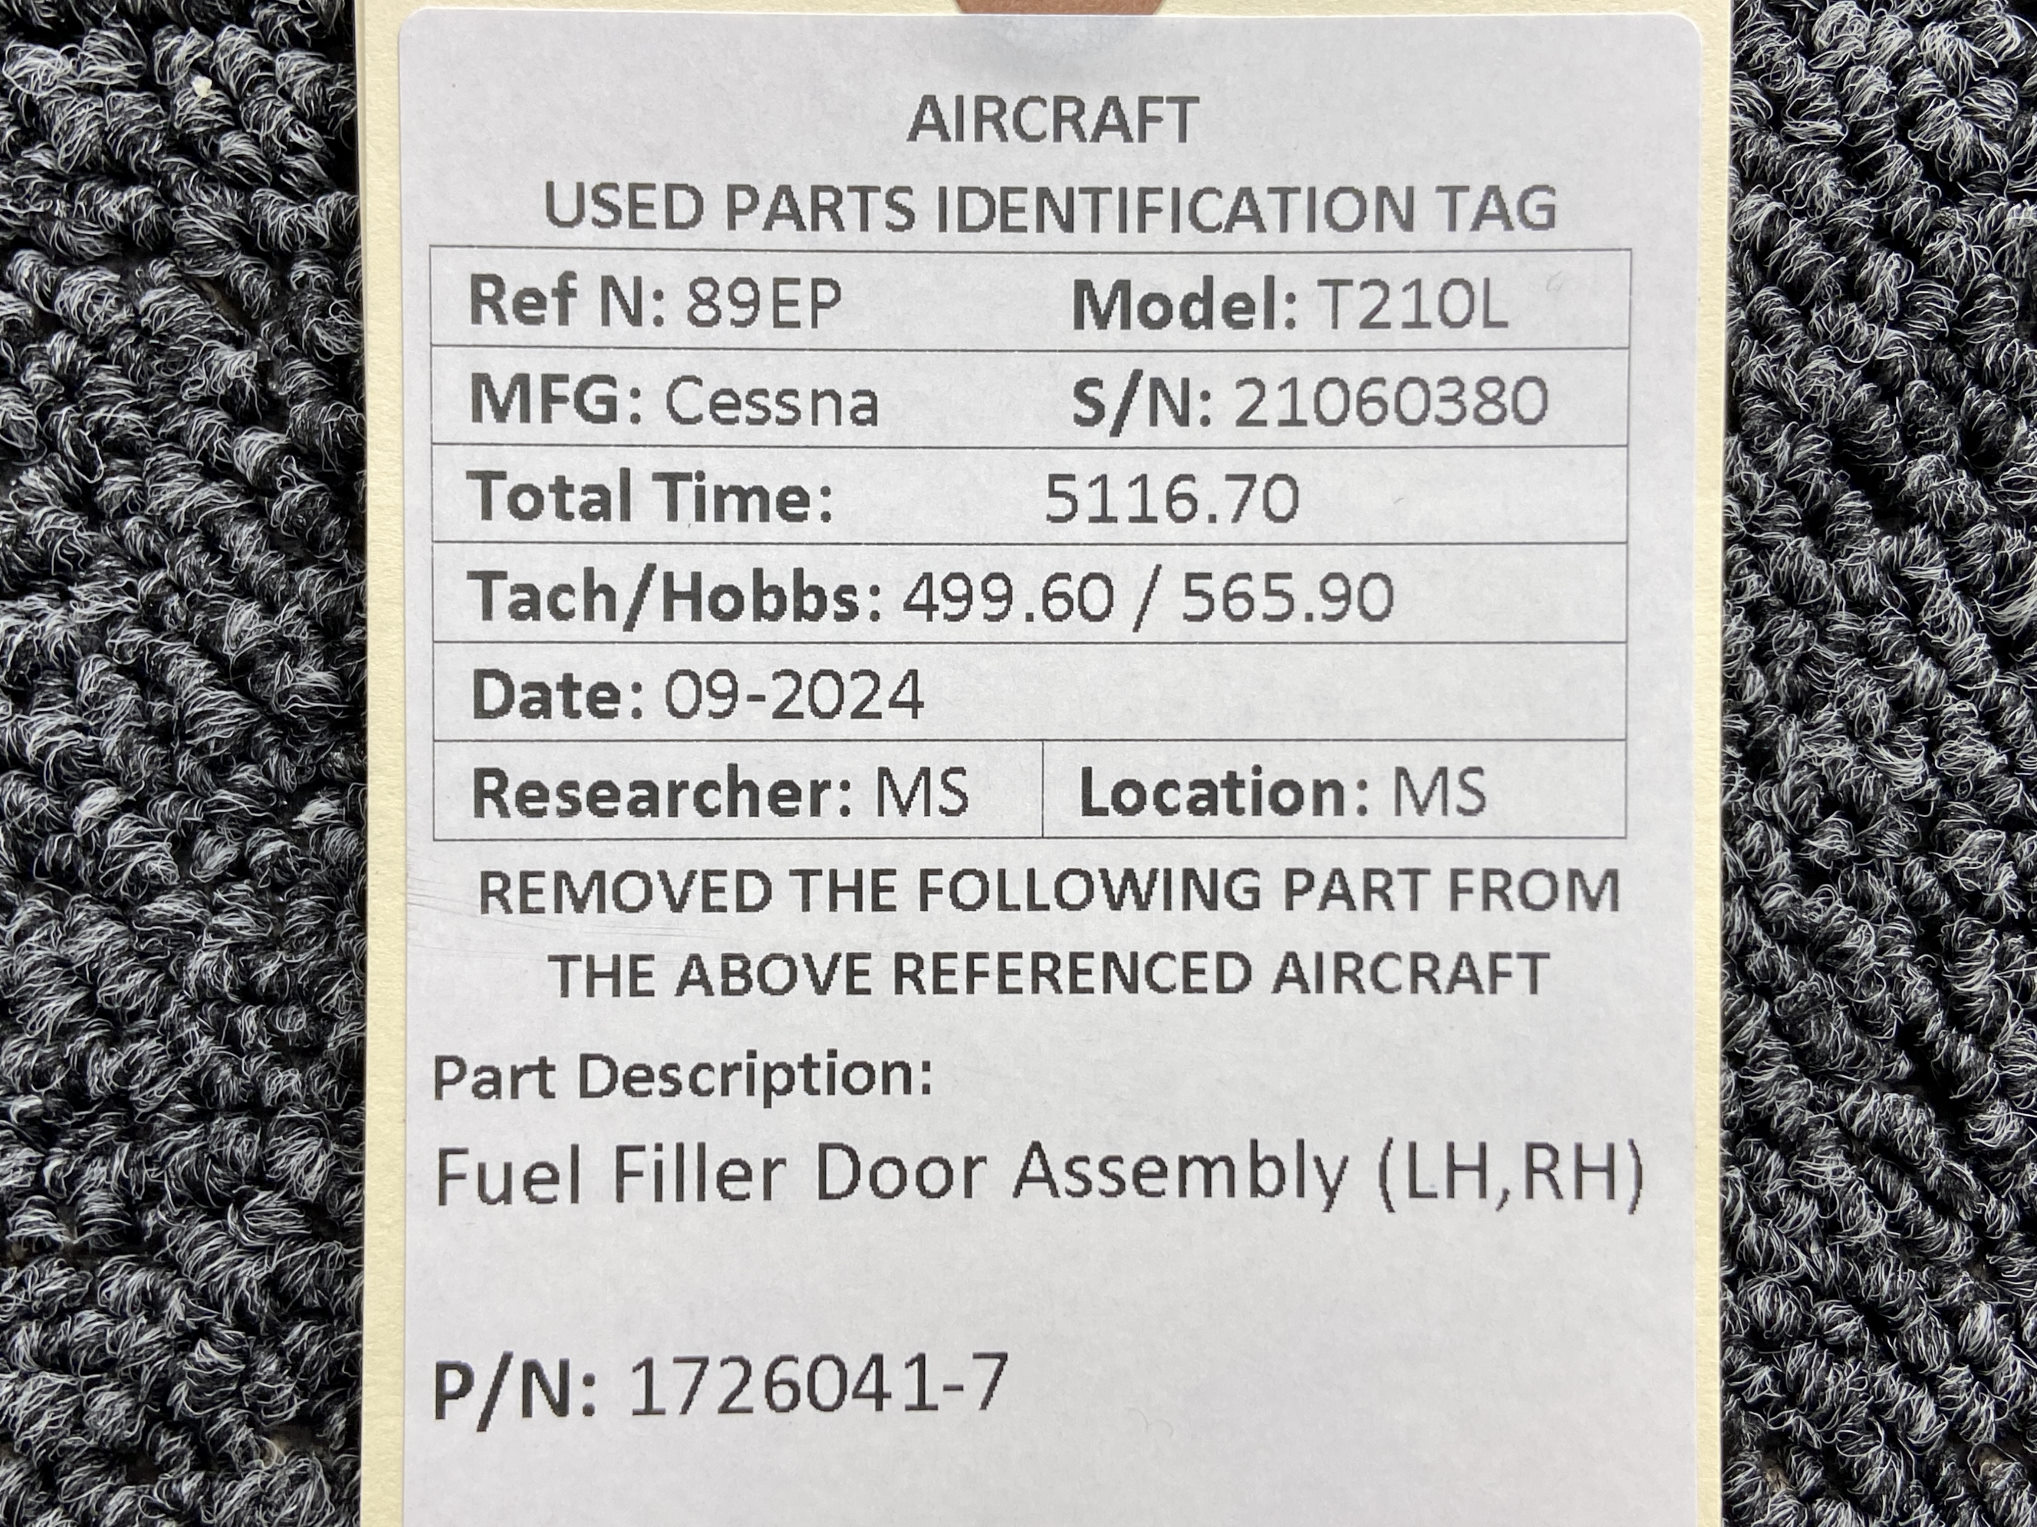 AIRCRAFT
USED PARTS IDENTIFICATION TAG
Ref N: 89EP Model: T210L
MFG: Cessna S/N: 21060380
Total Time: 5116.70
Tach/Hobbs: 499.60 / 565.90
Date: 09-2024
Researcher: MS Location: MS
REMOVED THE FOLLOWING PART FROM
THE ABOVE REFERENCED AIRCRAFT
Part Description:
Fuel Filler Door Assembly (LH,RH)
P/N: 1726041-7